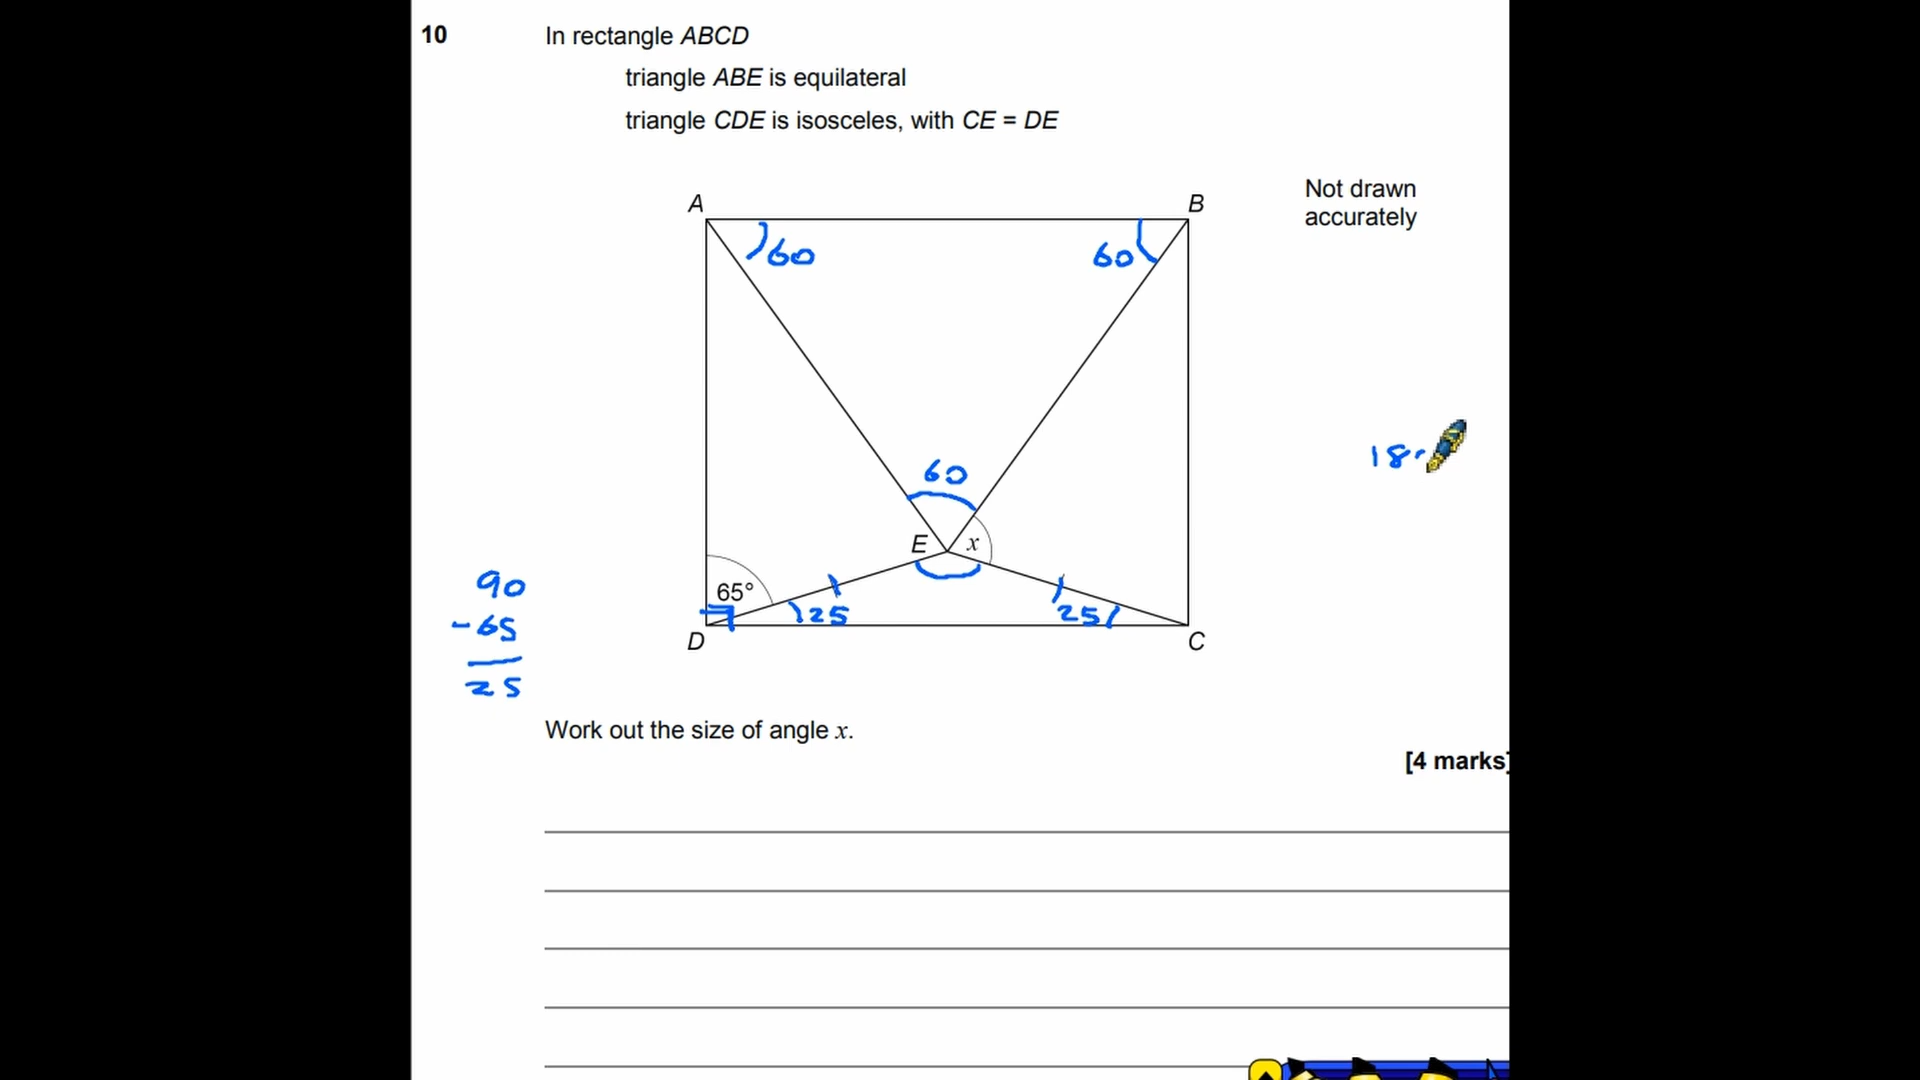 10 In rectangle ABCD
triangle ABE is equilateral
triangle CDE is isosceles, with CE = DE
Not drawn
accurately
A
B
60
60
60
18
E
x
65°
25
25
D
C
90
-65
25
Work out the size of angle x.
[4 marks]